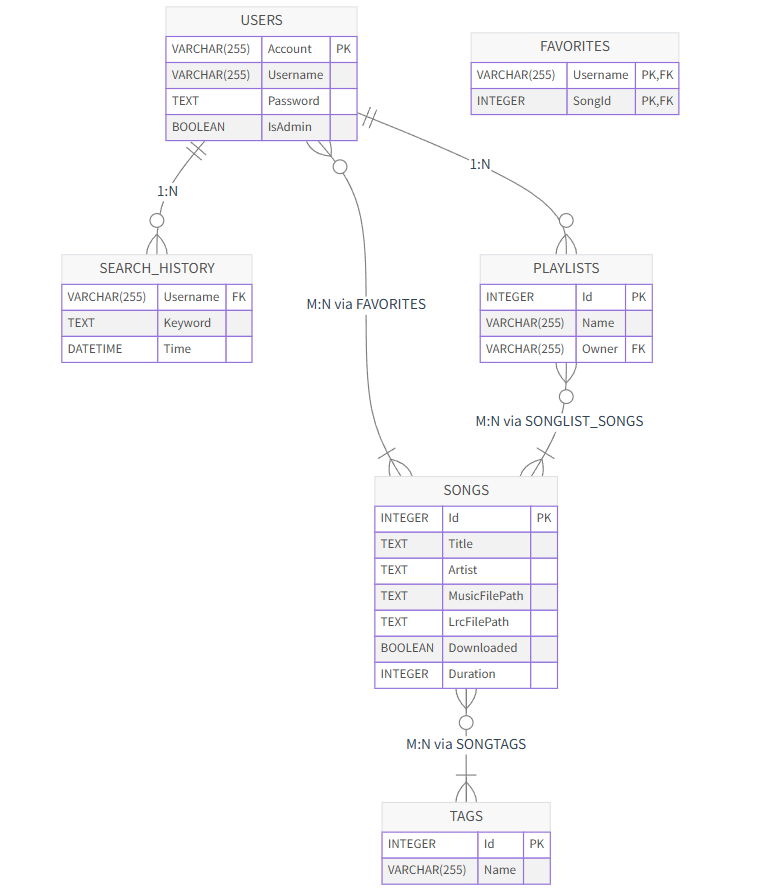 USERS
VARCHAR(255) Account PK
VARCHAR(255) Username
TEXT Password
BOOLEAN IsAdmin
FAVORITES
VARCHAR(255) Username PK,FK
INTEGER SongId PK,FK
1:N
1:N
SEARCH_HISTORY
VARCHAR(255) Username FK
TEXT Keyword
DATETIME Time
M:N via FAVORITES
PLAYLISTS
INTEGER Id PK
VARCHAR(255) Name
VARCHAR(255) Owner FK
M:N via SONGLIST_SONGS
SONGS
INTEGER Id PK
TEXT Title
TEXT Artist
TEXT MusicFilePath
TEXT LrcFilePath
BOOLEAN Downloaded
INTEGER Duration
M:N via SONGTAGS
TAGS
INTEGER Id PK
VARCHAR(255) Name